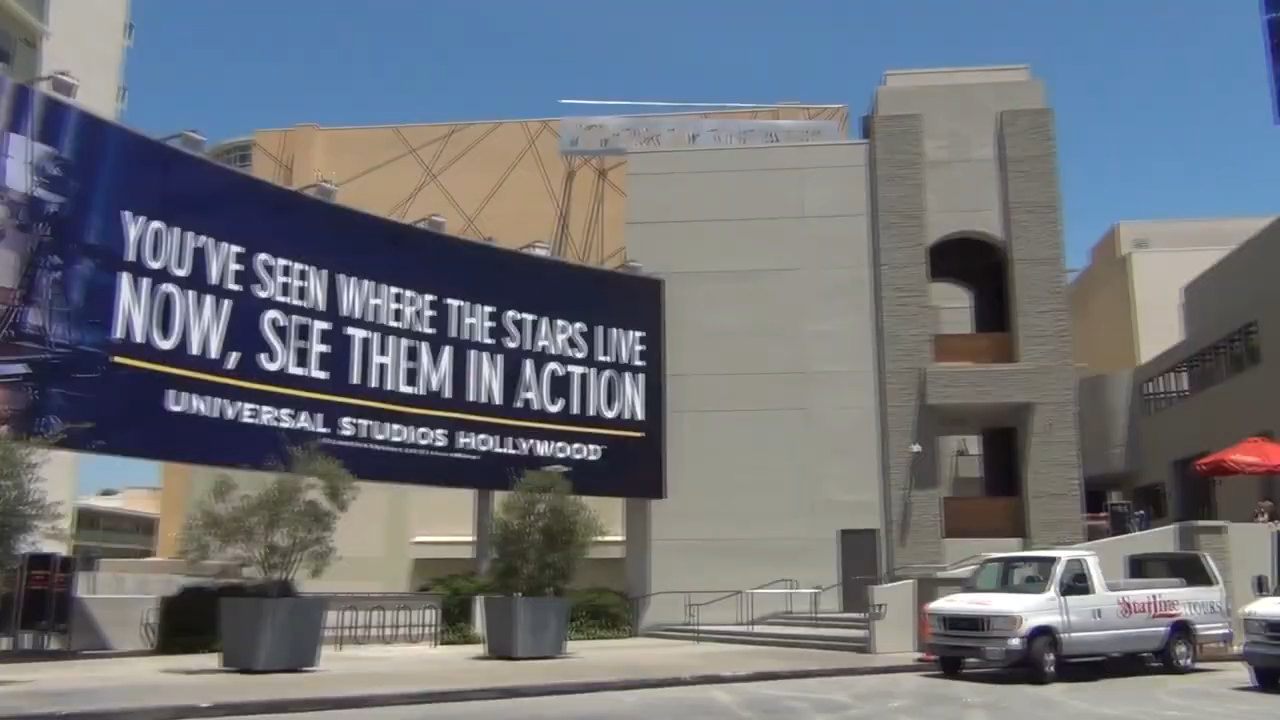 YOU'VE SEEN WHERE THE STARS LIVE
NOW, SEE THEM IN ACTION
UNIVERSAL STUDIOS HOLLYWOOD
StarLine TOURS